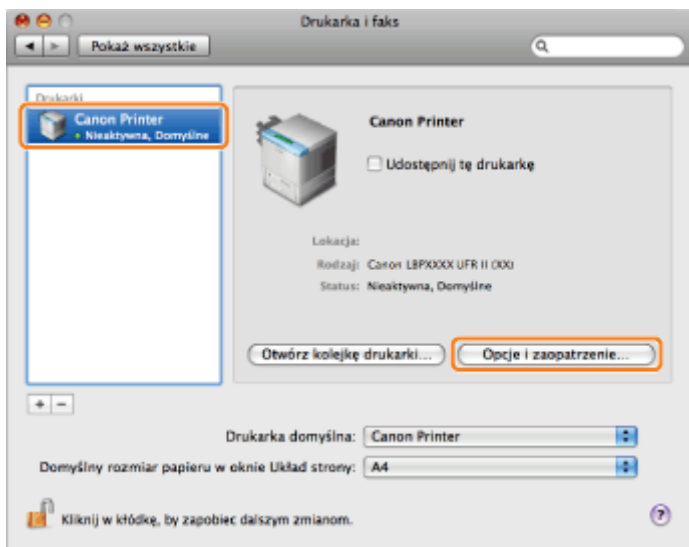 Drukarka i faks
Pokaż wszystkie
Drukarki
Canon Printer
Nieaktywna, Domyślne
Canon Printer
Udostępnij tę drukarkę
Lokacja:
Rodzaj: Canon LBPXXXX UFR II (XX)
Status: Nieaktywna, Domyślne
Otwórz kolejkę drukarki... Opcje i zaopatrzenie...
+ −
Drukarka domyślna: Canon Printer
Domyślny rozmiar papieru w oknie Układ strony: A4
Kliknij w kłódkę, by zapobiec dalszym zmianom. ?